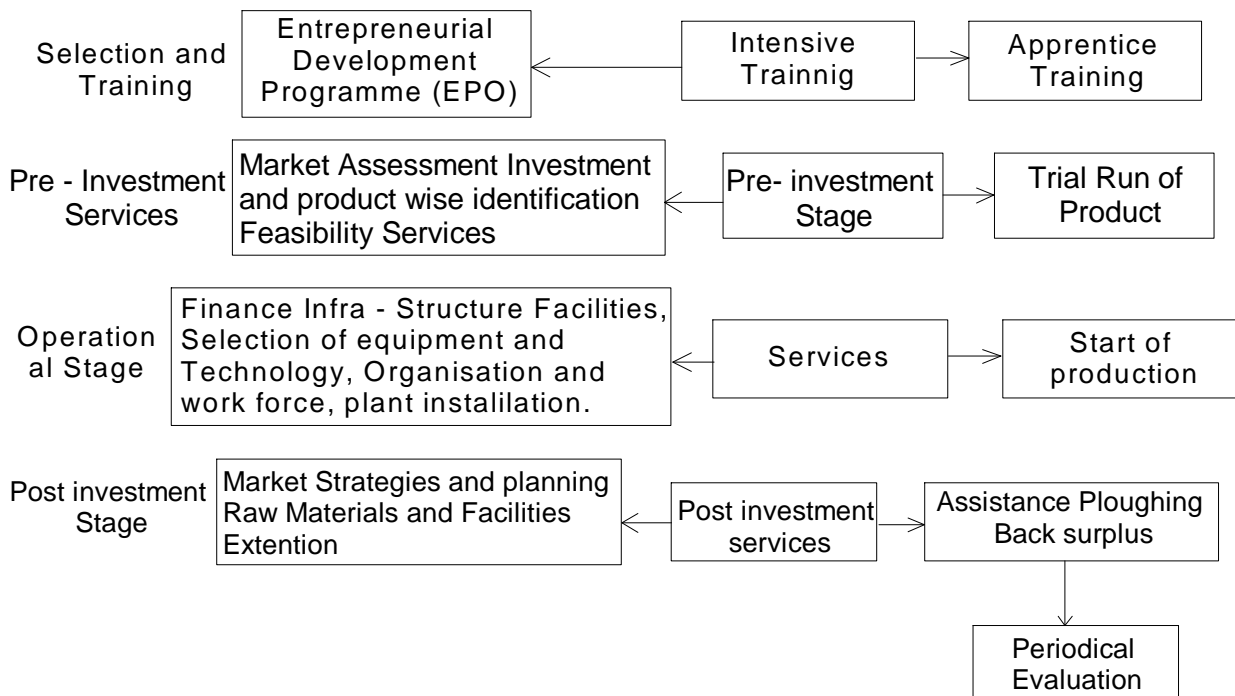 Selection and
Training
Entrepreneurial
Development
Programme (EPO)
Intensive
Trainnig
Apprentice
Training
Pre - Investment
Services
Market Assessment Investment
and product wise identification
Feasibility Services
Pre- investment
Stage
Trial Run of
Product
Operation
al Stage
Finance Infra - Structure Facilities,
Selection of equipment and
Technology, Organisation and
work force, plant instalilation.
Services
Start of
production
Post investment
Stage
Market Strategies and planning
Raw Materials and Facilities
Extention
Post investment
services
Assistance Ploughing
Back surplus
Periodical
Evaluation